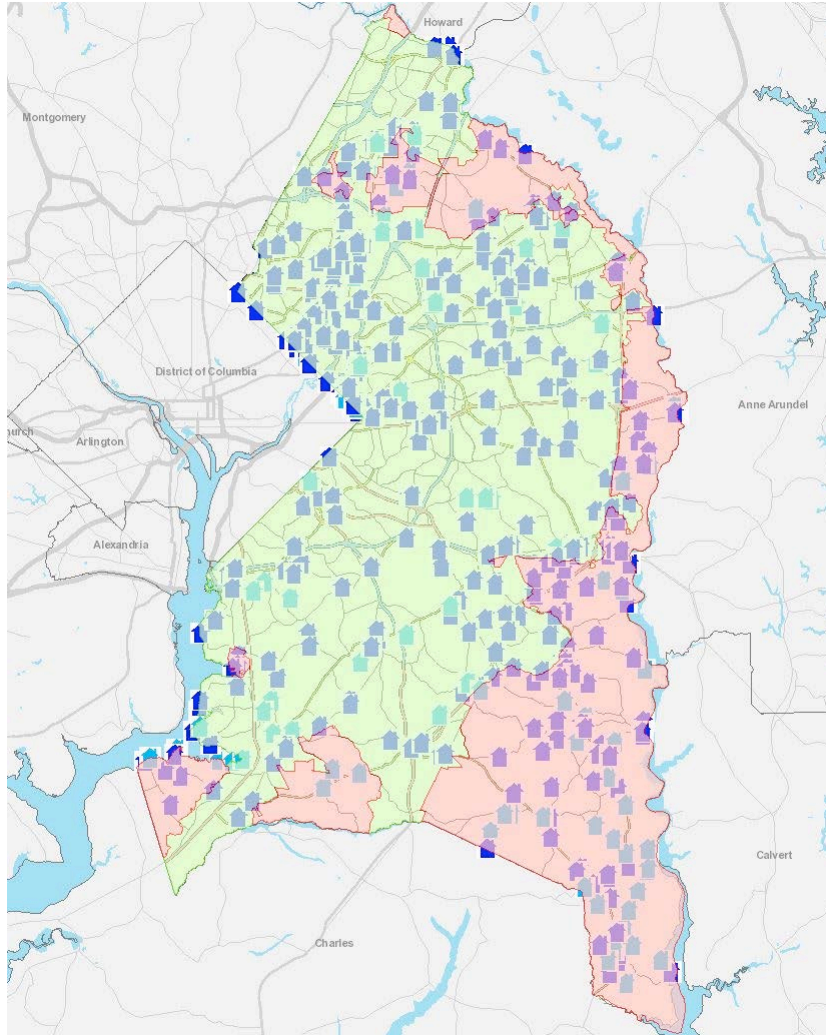 Howard
Montgomery
District of Columbia
Anne Arundel
Arlington
Alexandria
Calvert
Charles